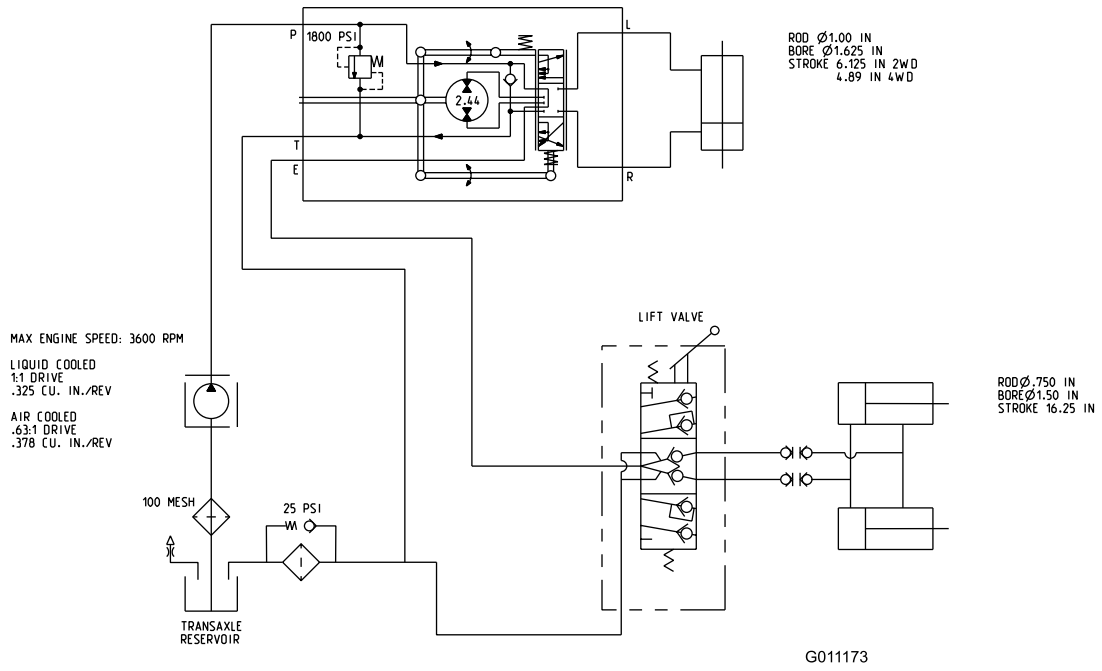 P
1800 PSI
L
2.44
T
E
R
ROD Ø1.00 IN
BORE Ø1.625 IN
STROKE 6.125 IN 2WD
4.89 IN 4WD
MAX ENGINE SPEED: 3600 RPM
LIQUID COOLED
1:1 DRIVE
.325 CU. IN./REV
AIR COOLED
.63:1 DRIVE
.378 CU. IN./REV
LIFT VALVE
RODØ.750 IN
BOREØ1.50 IN
STROKE 16.25 IN
100 MESH
25 PSI
TRANSAXLE
RESERVOIR
G011173